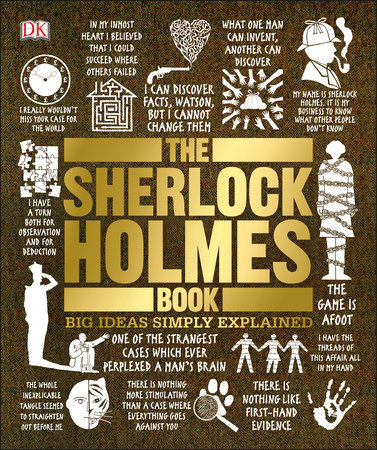 DK
IN MY INMOST
HEART I BELIEVED
THAT I COULD
SUCCEED WHERE
OTHERS FAILED
WHAT ONE MAN
CAN INVENT,
ANOTHER CAN
DISCOVER
I REALLY WOULDN'T
MISS YOUR CASE FOR
THE WORLD
I CAN DISCOVER
FACTS, WATSON,
BUT I CANNOT
CHANGE THEM
MY NAME IS SHERLOCK
HOLMES. IT IS MY
BUSINESS TO KNOW
WHAT OTHER PEOPLE
DON'T KNOW
THE
SHERLOCK
HOLMES
BOOK
BIG IDEAS SIMPLY EXPLAINED
I HAVE
A TURN
BOTH FOR
OBSERVATION
AND FOR
DEDUCTION
THE
GAME IS
AFOOT
ONE OF THE STRANGEST
CASES WHICH EVER
PERPLEXED A MAN'S BRAIN
I HAVE THE
THREADS OF
THIS AFFAIR ALL
IN MY HAND
THE WHOLE
INEXPLICABLE
TANGLE SEEMED
TO STRAIGHTEN
OUT BEFORE ME
THERE IS NOTHING
MORE STIMULATING
THAN A CASE WHERE
EVERYTHING GOES
AGAINST YOU
THERE IS
NOTHING LIKE
FIRST-HAND
EVIDENCE